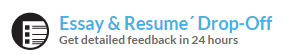 Essay & Resume´ Drop-Off
Get detailed feedback in 24 hours